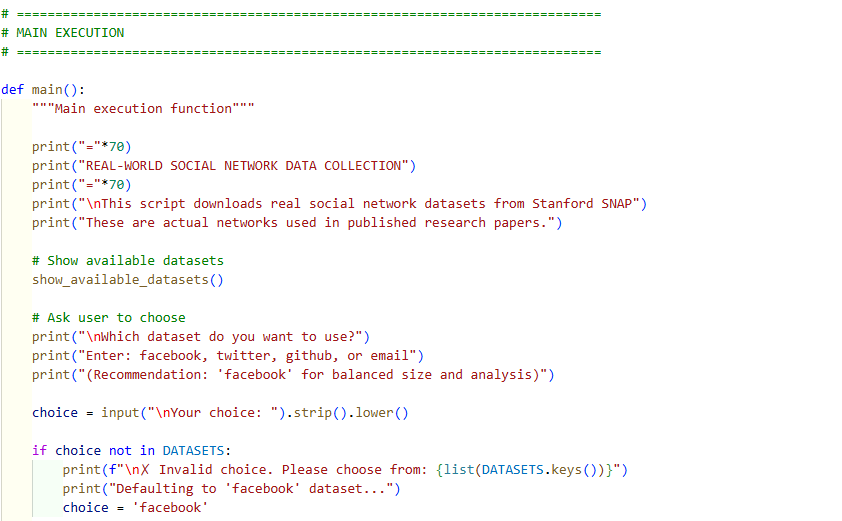 # ============================================================================
# MAIN EXECUTION
# ============================================================================
def main():
"""Main execution function"""
print("="*70)
print("REAL-WORLD SOCIAL NETWORK DATA COLLECTION")
print("="*70)
print("\nThis script downloads real social network datasets from Stanford SNAP")
print("These are actual networks used in published research papers.")
# Show available datasets
show_available_datasets()
# Ask user to choose
print("\nWhich dataset do you want to use?")
print("Enter: facebook, twitter, github, or email")
print("(Recommendation: 'facebook' for balanced size and analysis)")
choice = input("\nYour choice: ").strip().lower()
if choice not in DATASETS:
print(f"\n✗ Invalid choice. Please choose from: {list(DATASETS.keys())}")
print("Defaulting to 'facebook' dataset...")
choice = 'facebook'